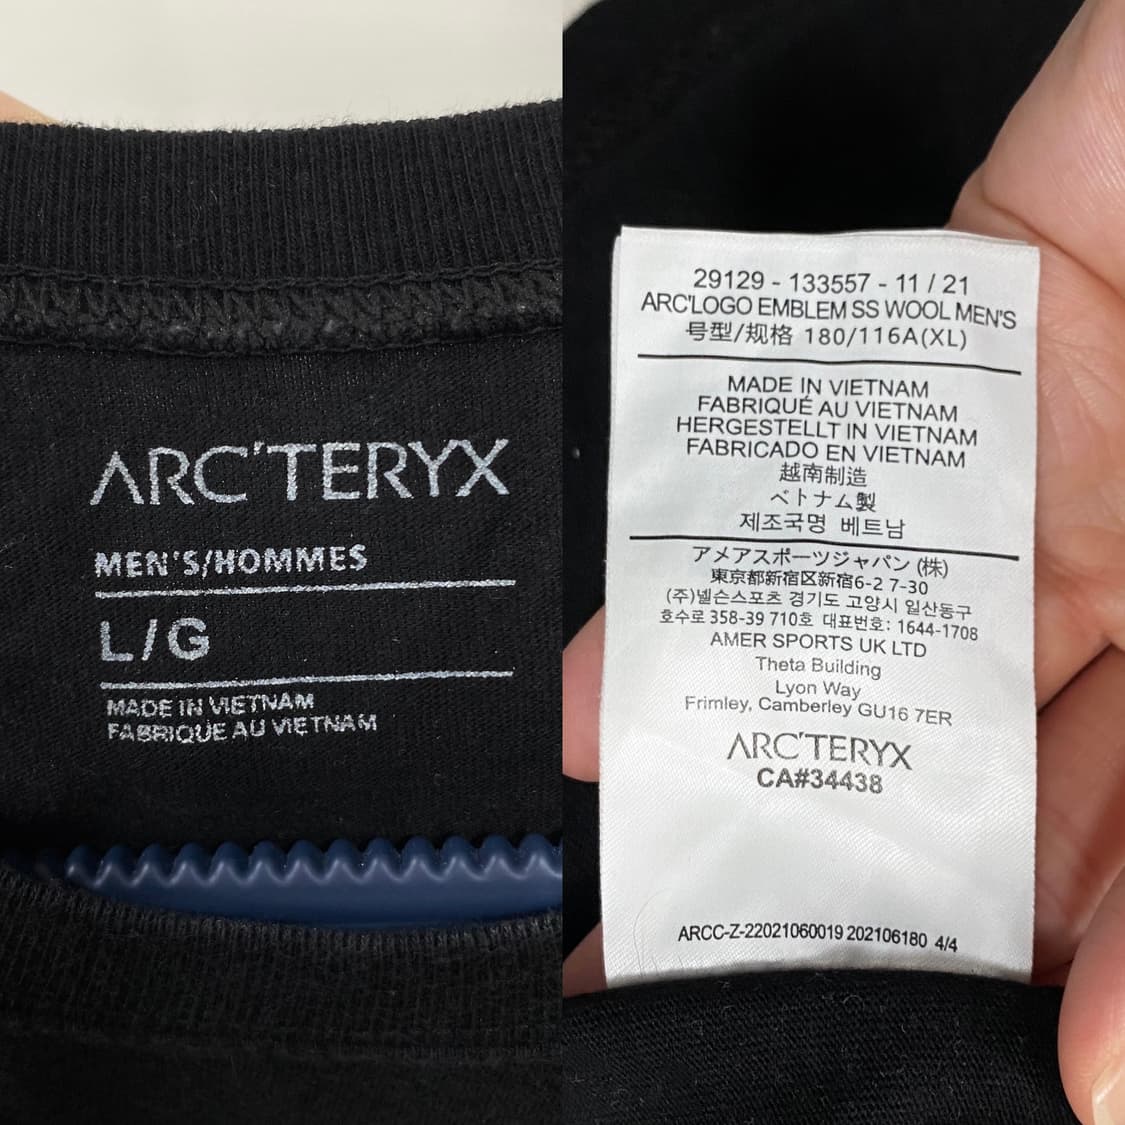 ARC'TERYX
MEN'S/HOMMES
L/G
MADE IN VIETNAM
FABRIQUÉ AU VIETNAM
29129 - 133557 - 11 / 21
ARC'LOGO EMBLEM SS WOOL MEN'S
号型/规格 180/116A(XL)
MADE IN VIETNAM
FABRIQUÉ AU VIETNAM
HERGESTELLT IN VIETNAM
FABRICADO EN VIETNAM
越南制造
ベトナム製
제조국명 베트남
アメアスポーツジャパン (株)
東京都新宿区新宿6-2 7-30
(주)넬슨스포츠 경기도 고양시 일산동구
호수로 358-39 710호 대표번호: 1644-1708
AMER SPORTS UK LTD
Theta Building
Lyon Way
Frimley, Camberley GU16 7ER
ARC'TERYX
CA#34438
ARCC-Z-22021060019 202106180 4/4